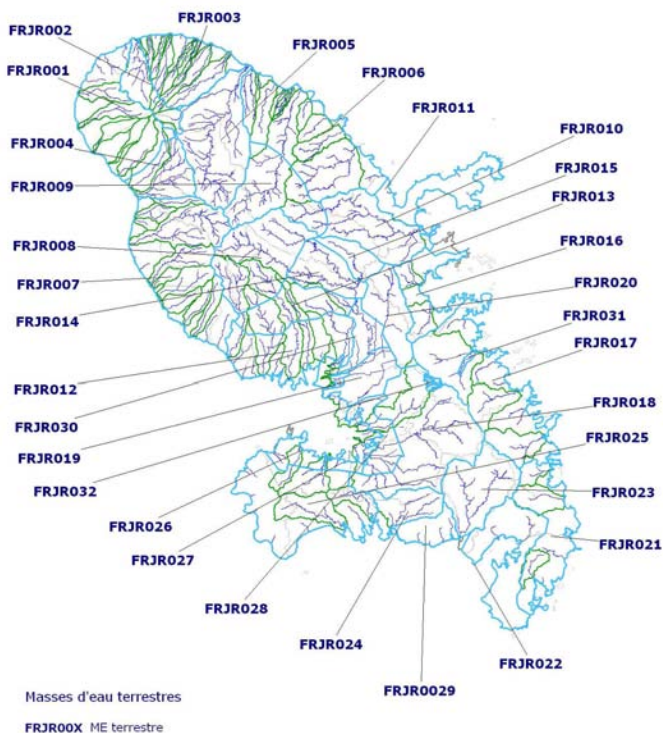 FRJR003
FRJR002
FRJR005
FRJR001
FRJR006
FRJR011
FRJR010
FRJR004
FRJR015
FRJR009
FRJR013
FRJR016
FRJR008
FRJR007
FRJR020
FRJR014
FRJR031
FRJR017
FRJR012
FRJR018
FRJR030
FRJR025
FRJR019
FRJR032
FRJR023
FRJR026
FRJR021
FRJR027
FRJR028
FRJR024
FRJR022
FRJR0029
Masses d'eau terrestres
FRJR00X ME terrestre